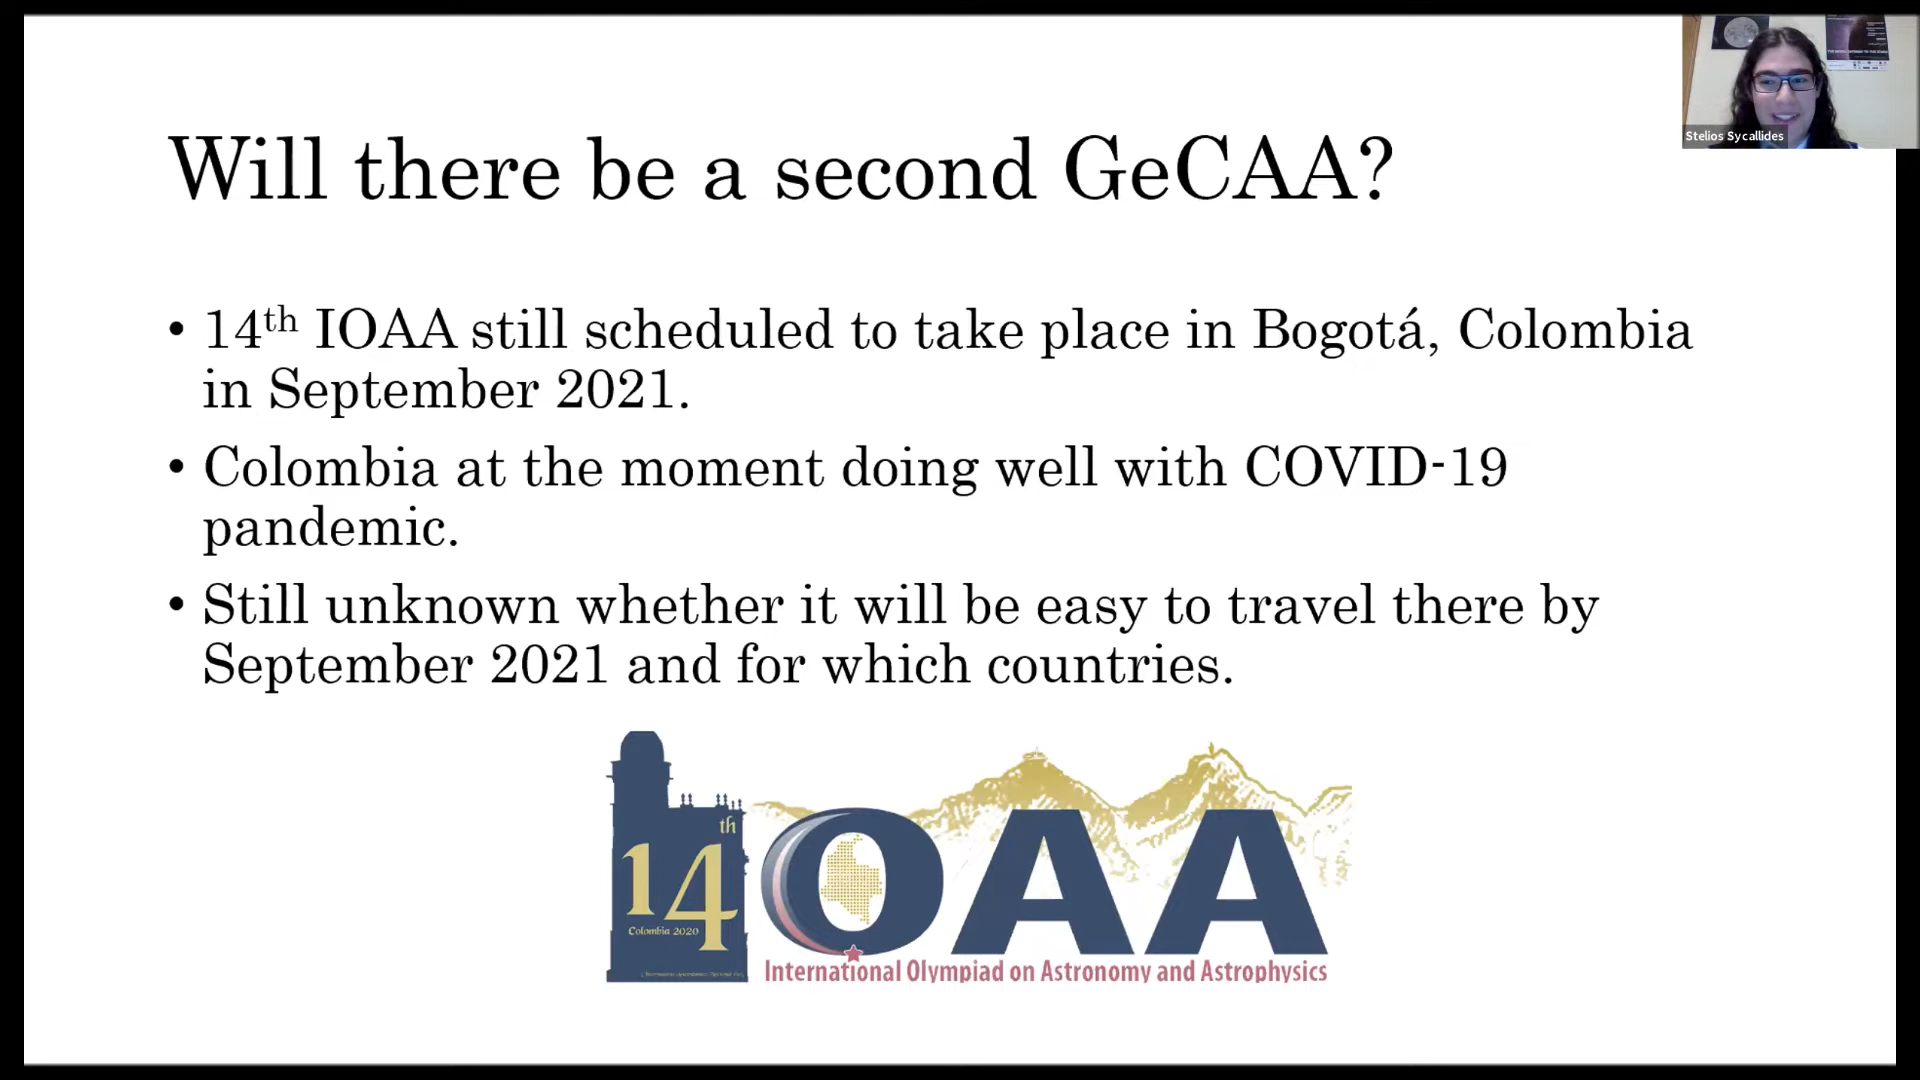 Will there be a second GeCAA?
Stelios Sycallides
• 14th IOAA still scheduled to take place in Bogotá, Colombia
in September 2021.
• Colombia at the moment doing well with COVID-19
pandemic.
• Still unknown whether it will be easy to travel there by
September 2021 and for which countries.
14th
Colombia 2020
IOAA
International Olympiad on Astronomy and Astrophysics